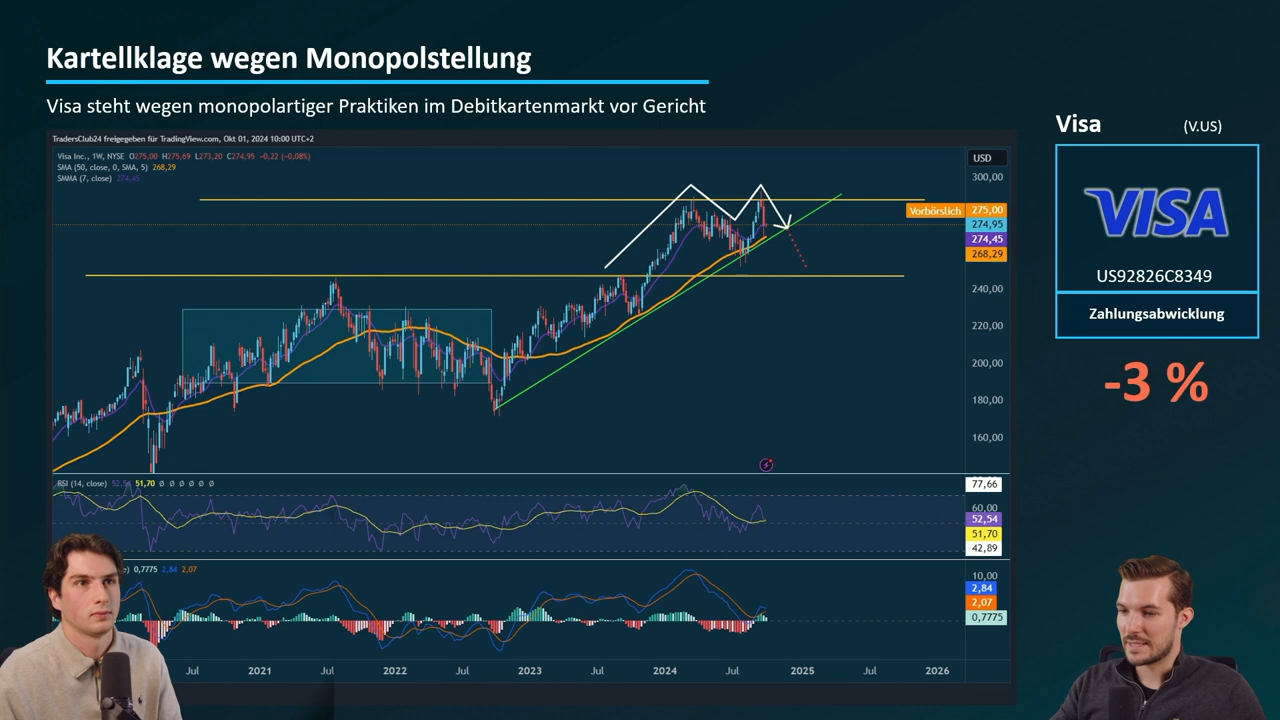 Kartellklage wegen Monopolstellung
Visa steht wegen monopolartiger Praktiken im Debitkartenmarkt vor Gericht
TradersClub24 freigegeben für TradingView.com, Okt 01, 2024 10:00 UTC+2
Visa Inc., 1W, NYSE O275,00 H275,69 L273,20 C274,95 -0,22 (-0,08%)
SMA (50, close, 0, SMA, 5) 268,29
SMMA (7, close) 274,45
USD
300,00
Vorbörslich 275,00
274,95
274,45
268,29
240,00
220,00
200,00
180,00
160,00
RSI (14, close) 52,54 51,70 Ø Ø Ø Ø Ø Ø
77,66
60,00
52,54
51,70
42,89
0,7775 2,84 2,07
10,00
2,84
2,07
0,7775
Jul 2021 Jul 2022 Jul 2023 Jul 2024 Jul 2025 Jul 2026
Visa (V.US)
VISA
US92826C8349
Zahlungsabwicklung
-3 %